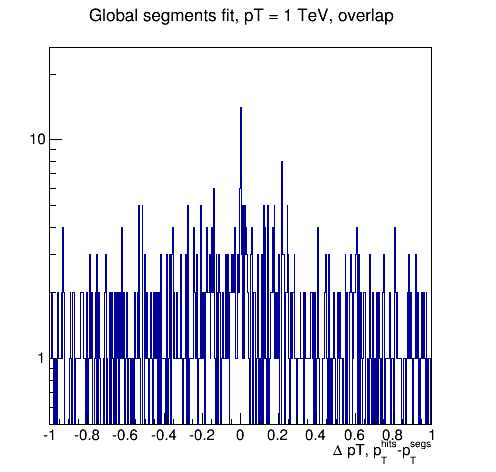 Global segments fit, pT = 1 TeV, overlap
10
1
-1 -0.8 -0.6 -0.4 -0.2 0 0.2 0.4 0.6 0.8 1
Δ pT, p_T^hits-p_T^segs